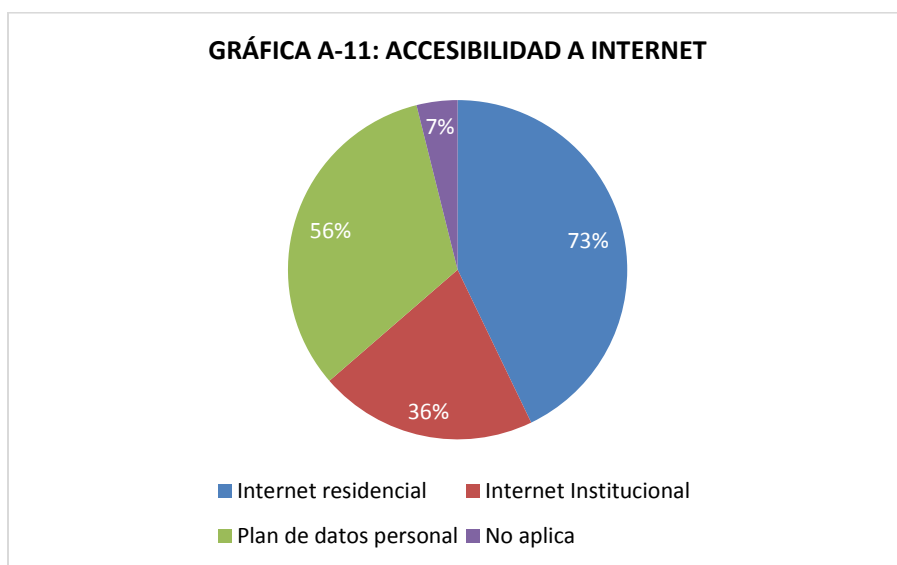 GRÁFICA A-11: ACCESIBILIDAD A INTERNET
7%
56%
73%
36%
Internet residencial Internet Institucional
Plan de datos personal No aplica